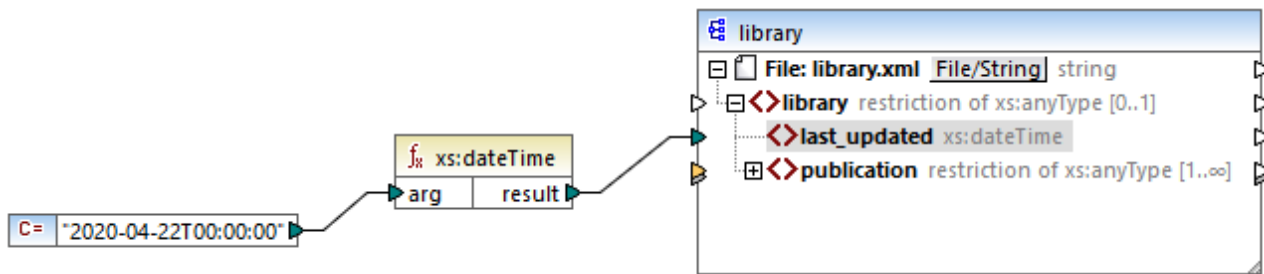 library
File: library.xml File/String string
library restriction of xs:anyType [0..1]
last_updated xs:dateTime
publication restriction of xs:anyType [1..∞]
fx xs:dateTime
arg result
C= "2020-04-22T00:00:00"